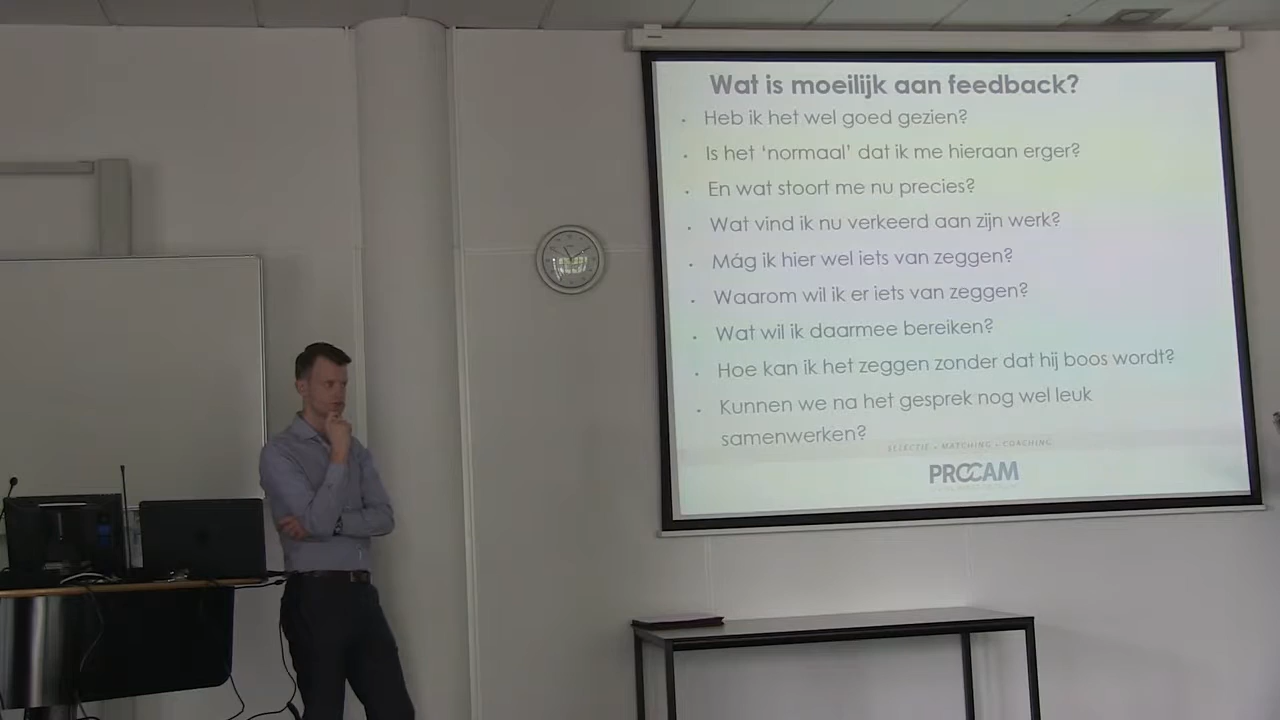 Wat is moeilijk aan feedback?
• Heb ik het wel goed gezien?
• Is het ‘normaal’ dat ik me hieraan erger?
• En wat stoort me nu precies?
• Wat vind ik nu verkeerd aan zijn werk?
• Mág ik hier wel iets van zeggen?
• Waarom wil ik er iets van zeggen?
• Wat wil ik daarmee bereiken?
• Hoe kan ik het zeggen zonder dat hij boos wordt?
• Kunnen we na het gesprek nog wel leuk
samenwerken?
SELECTIE • MATCHING • COACHING
PROCAM